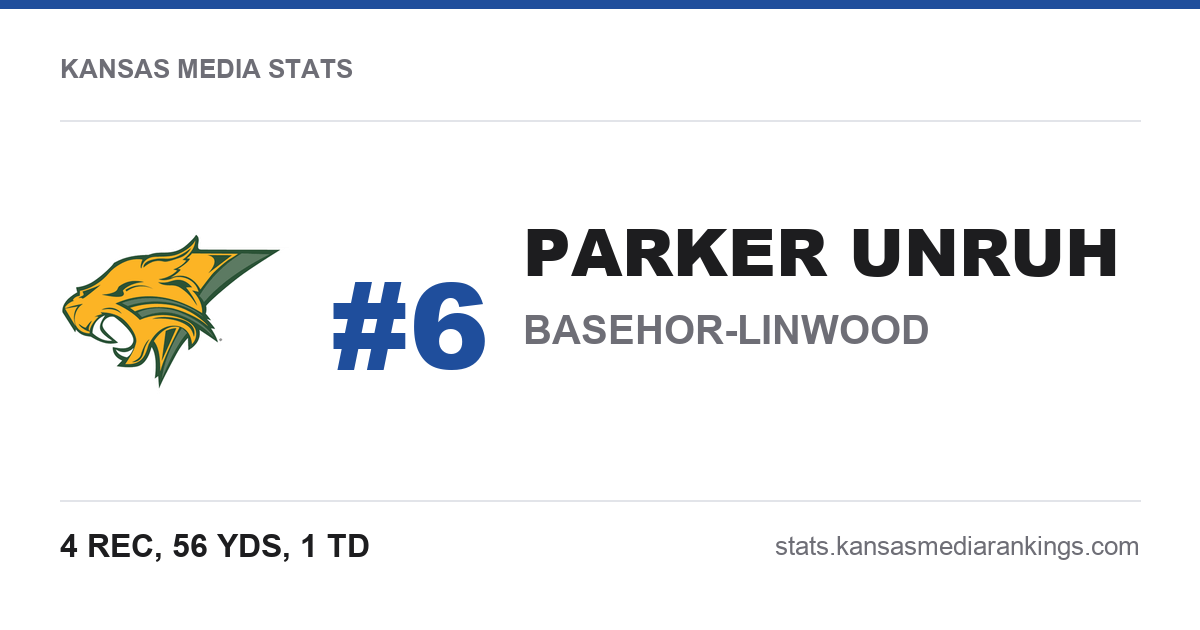 KANSAS MEDIA STATS
#6
PARKER UNRUH
BASEHOR-LINWOOD
4 REC, 56 YDS, 1 TD
stats.kansasmediarankings.com